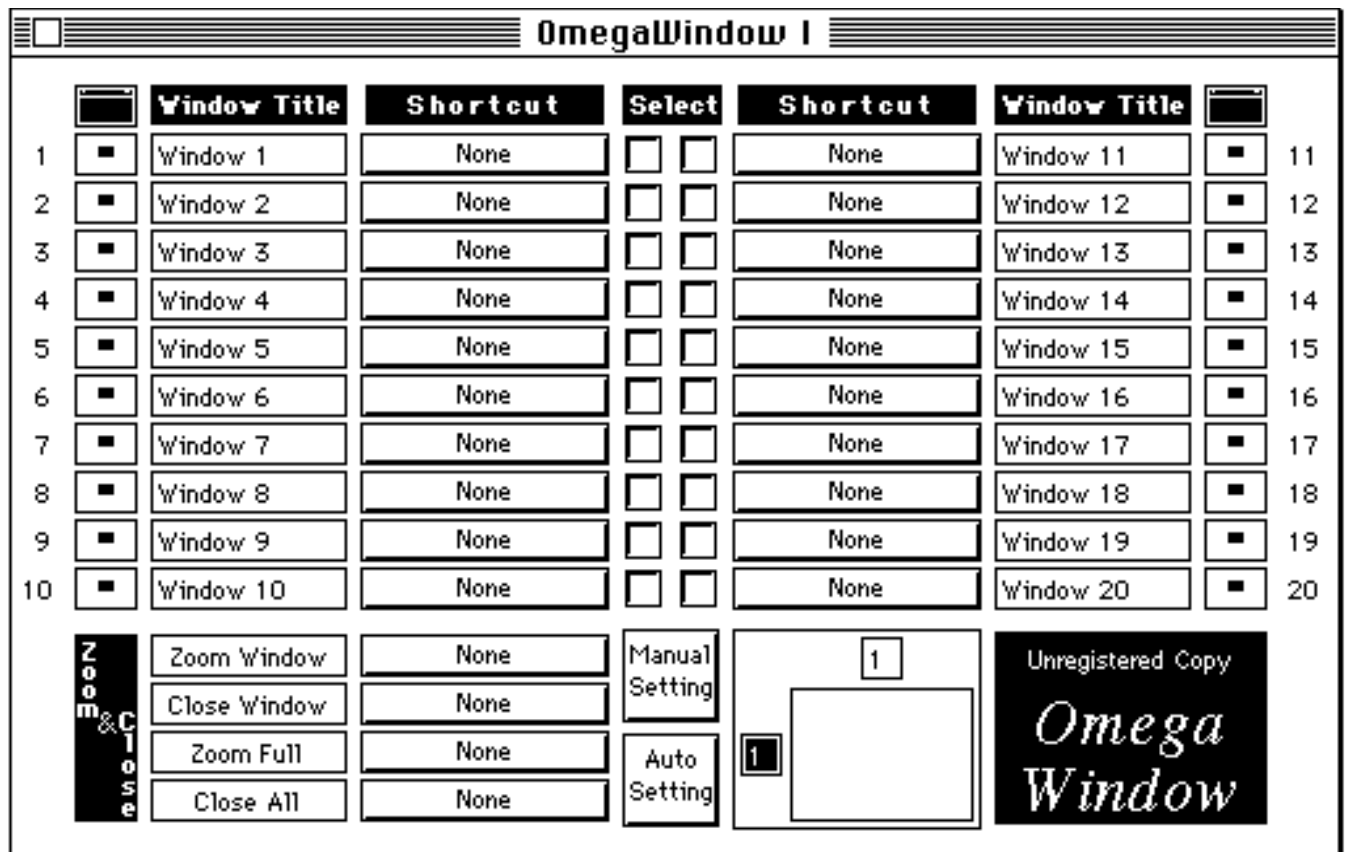 OmegaWindow I
Window Title Shortcut Select Shortcut Window Title
1 Window 1 None None Window 11 11
2 Window 2 None None Window 12 12
3 Window 3 None None Window 13 13
4 Window 4 None None Window 14 14
5 Window 5 None None Window 15 15
6 Window 6 None None Window 16 16
7 Window 7 None None Window 17 17
8 Window 8 None None Window 18 18
9 Window 9 None None Window 19 19
10 Window 10 None None Window 20 20
Zoom & Close
Zoom Window None
Close Window None
Zoom Full None
Close All None
Manual
Setting
Auto
Setting
1
1
Unregistered Copy
Omega
Window